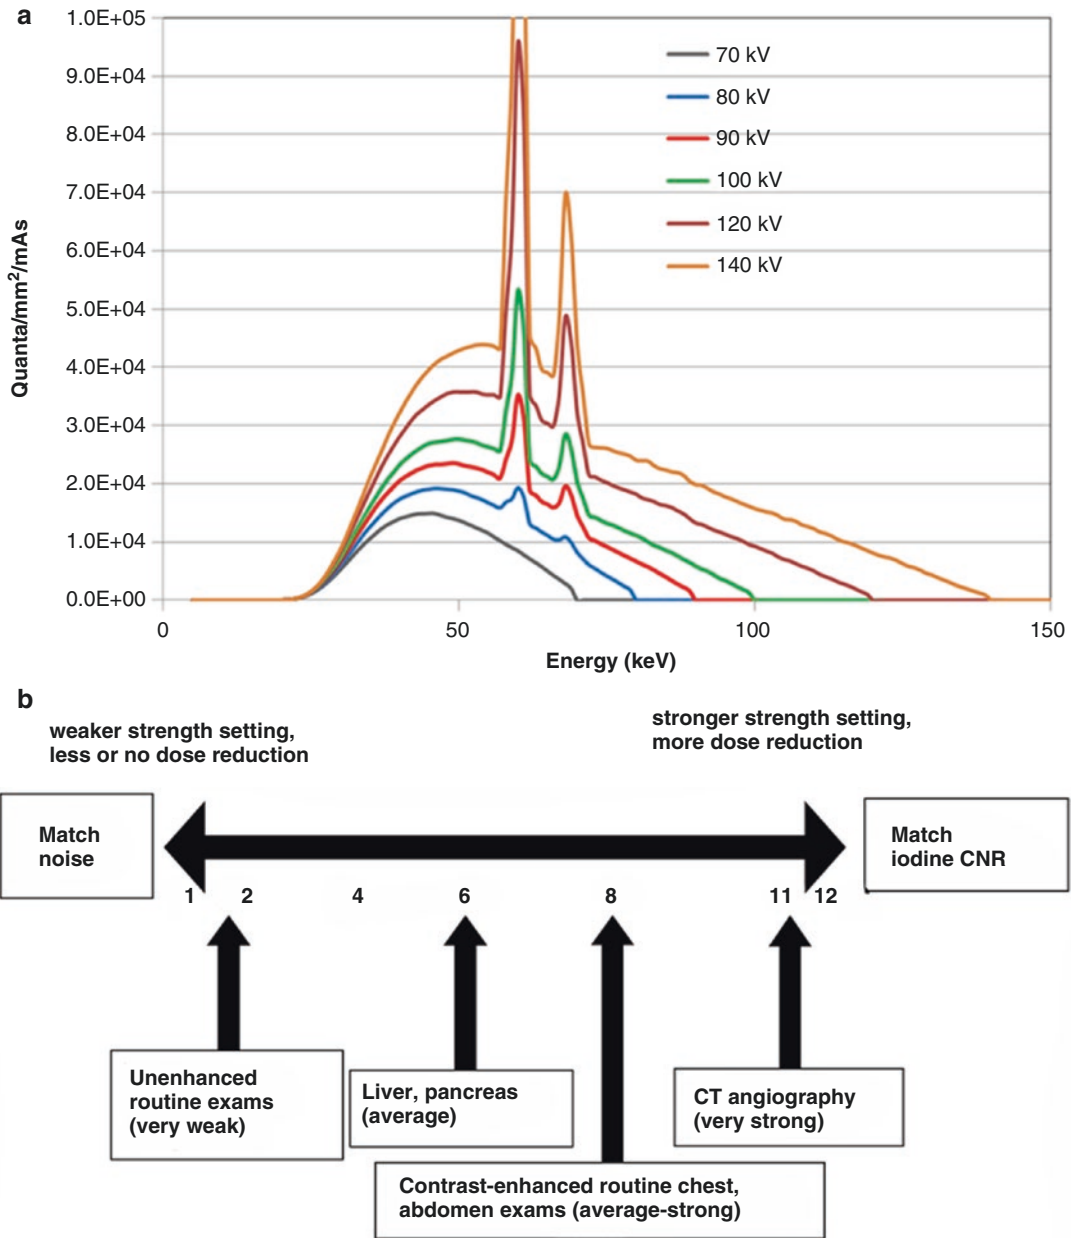 a
1.0E+05
9.0E+04
8.0E+04
7.0E+04
6.0E+04
5.0E+04
4.0E+04
3.0E+04
2.0E+04
1.0E+04
0.0E+00
Quanta/mm²/mAs
70 kV
80 kV
90 kV
100 kV
120 kV
140 kV
0 50 100 150
Energy (keV)
b
weaker strength setting,
less or no dose reduction
stronger strength setting,
more dose reduction
Match
noise
Match
iodine CNR
1 2 4 6 8 11 12
Unenhanced
routine exams
(very weak)
Liver, pancreas
(average)
CT angiography
(very strong)
Contrast-enhanced routine chest,
abdomen exams (average-strong)